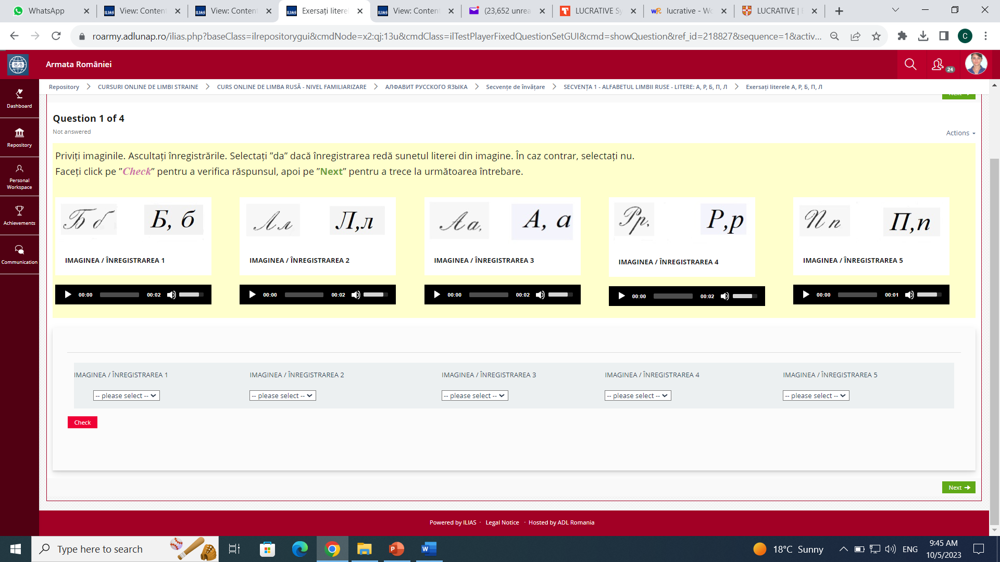 WhatsApp
View: Conten
View: Conten
Exersați litere
View: Conten
(23,652 unrea
LUCRATIVE Sy
lucrative - Wo
LUCRATIVE |
roarmy.adlunap.ro/ilias.php?baseClass=ilrepositorygui&cmdNode=x2:qj:13u&cmdClass=ilTestPlayerFixedQuestionSetGUI&cmd=showQuestion&ref_id=218827&sequence=1&activ...
C
Armata României
24
Repository
CURSURI ONLINE DE LIMBI STRAINE
CURS ONLINE DE LIMBA RUSĂ - NIVEL FAMILIARIZARE
АЛФАВИТ РУССКОГО ЯЗЫКА
Secvențe de învățare
SECVENȚA 1 - ALFABETUL LIMBII RUSE - LITERE: А, Р, Б, П, Л
Exersați literele А, Р, Б, П, Л
Dashboard
Repository
Personal
Workspace
Achievements
Communication
Question 1 of 4
Not answered
Actions
Priviți imaginile. Ascultați înregistrările. Selectați ”da” dacă înregistrarea redă sunetul literei din imagine. În caz contrar, selectați nu.
Faceți click pe ”Check” pentru a verifica răspunsul, apoi pe ”Next” pentru a trece la următoarea întrebare.
Б б Б, б
Л л Л,л
А а, А, а
Рр, Р,р
П п П,п
IMAGINEA / ÎNREGISTRAREA 1
IMAGINEA / ÎNREGISTRAREA 2
IMAGINEA / ÎNREGISTRAREA 3
IMAGINEA / ÎNREGISTRAREA 4
IMAGINEA / ÎNREGISTRAREA 5
00:00 00:02
00:00 00:02
00:00 00:02
00:00 00:02
00:00 00:01
IMAGINEA / ÎNREGISTRAREA 1
IMAGINEA / ÎNREGISTRAREA 2
IMAGINEA / ÎNREGISTRAREA 3
IMAGINEA / ÎNREGISTRAREA 4
IMAGINEA / ÎNREGISTRAREA 5
-- please select --
-- please select --
-- please select --
-- please select --
-- please select --
Check
Next
Powered by ILIAS · Legal Notice · Hosted by ADL Romania
Type here to search
18°C Sunny
ENG
9:45 AM
10/5/2023